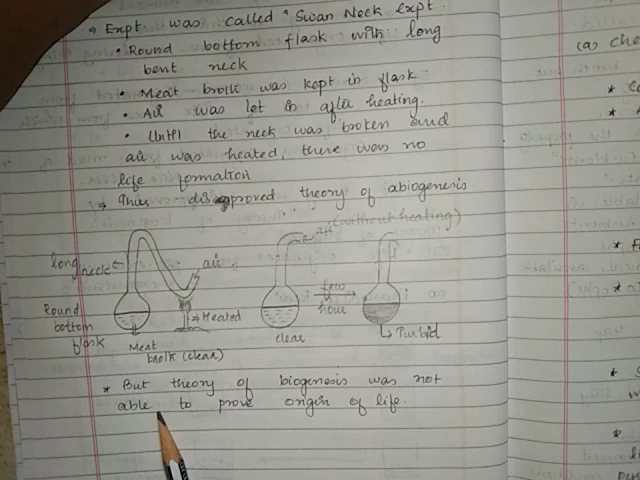 → Expt was called "Swan Neck expt.
• Round bottom flask with long
bent neck
• Meat broth was kept in flask
• Air was let in after heating.
• Until the neck was broken and
air was heated, there was no
life formation
⇒ Thus disproved theory of abiogenesis
air (without heating)
long neck
air
Round bottom flask
Heated
Meat broth (clear)
clear
few hour
Turbid
* But theory of biogenesis was not
able to prove origin of life.
(a) Che